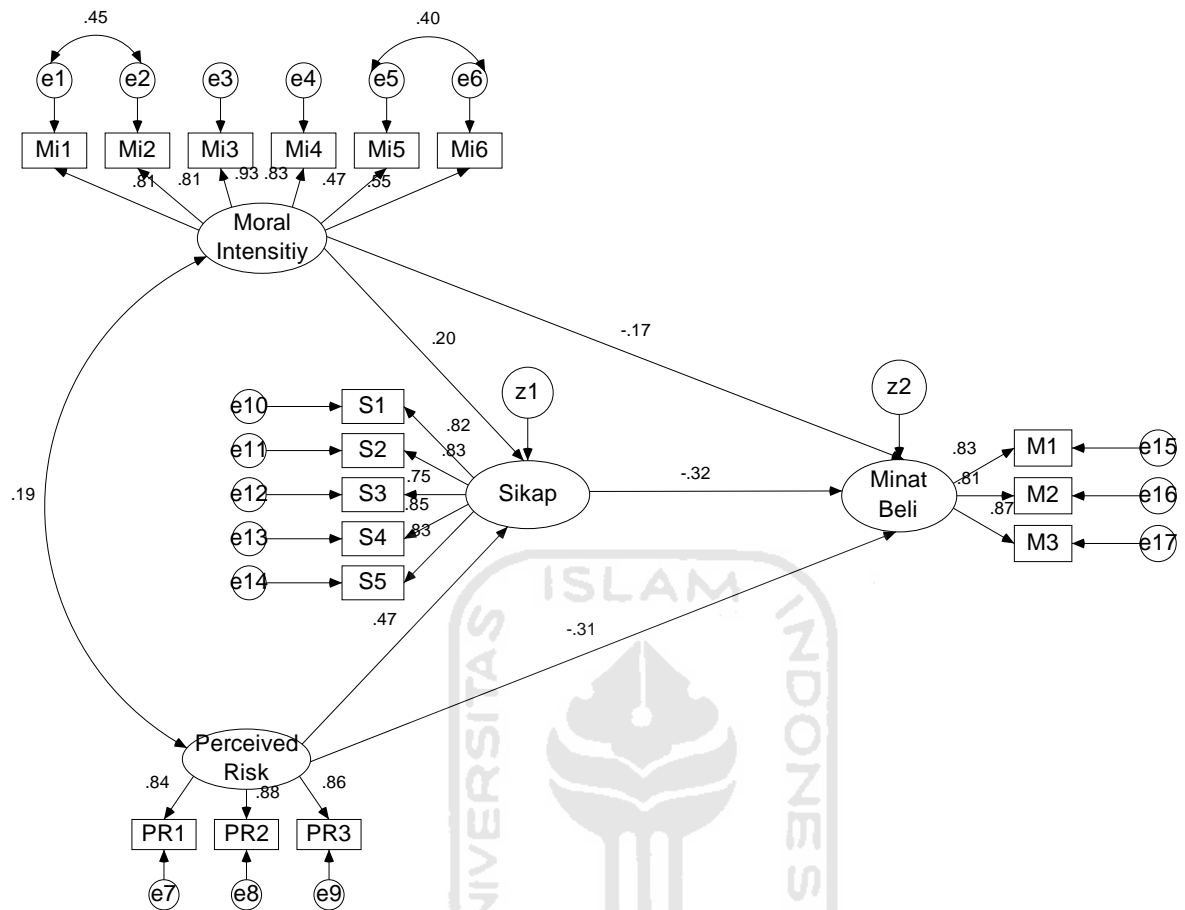 .45
.40
e1
e2
e3
e4
e5
e6
Mi1
Mi2
Mi3
Mi4
Mi5
Mi6
.81
.81
.93
.83
.47
.55
Moral
Intensitiy
-.17
.20
z1
z2
e10
S1
.82
e11
S2
.83
e12
S3
.75
e13
S4
.85
e14
S5
.83
Sikap
-.32
Minat
Beli
.83
M1
e15
.81
M2
e16
.87
M3
e17
.19
.47
-.31
Perceived
Risk
.84
.88
.86
PR1
PR2
PR3
e7
e8
e9
ISLAM
UNIVERSITAS
INDONES